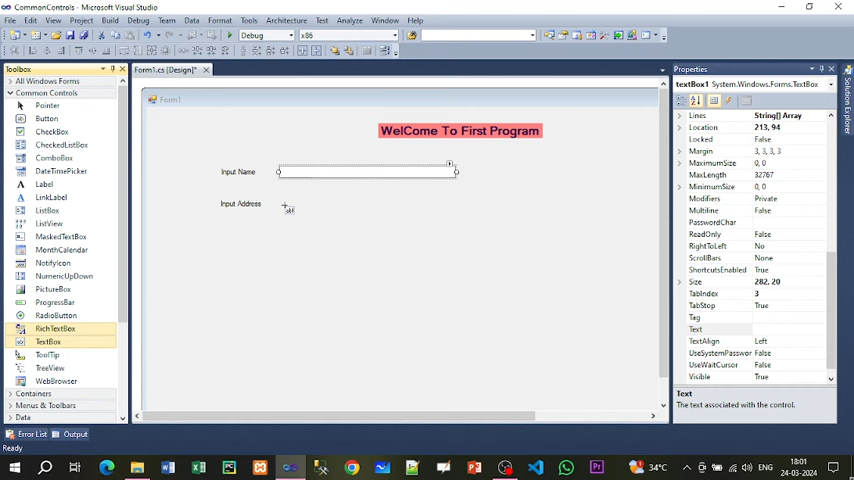 CommonControls - Microsoft Visual Studio
File Edit View Project Build Debug Team Data Format Tools Architecture Test Analyze Window Help
Debug x86
Toolbox
All Windows Forms
Common Controls
Pointer
Button
CheckBox
CheckedListBox
ComboBox
DateTimePicker
Label
LinkLabel
ListBox
ListView
MaskedTextBox
MonthCalendar
NotifyIcon
NumericUpDown
PictureBox
ProgressBar
RadioButton
RichTextBox
TextBox
ToolTip
TreeView
WebBrowser
Containers
Menus & Toolbars
Data
Form1.cs [Design]*
Form1
WelCome To First Program
Input Name
Input Address
Properties
textBox1 System.Windows.Forms.TextBox
Lines String[] Array
Location 213, 94
Locked False
Margin 3, 3, 3, 3
MaximumSize 0, 0
MaxLength 32767
MinimumSize 0, 0
Modifiers Private
Multiline False
PasswordChar
ReadOnly False
RightToLeft No
ScrollBars None
ShortcutsEnabled True
Size 282, 20
TabIndex 3
TabStop True
Tag
Text
TextAlign Left
UseSystemPasswor False
UseWaitCursor False
Visible True
Text
The text associated with the control.
Solution Explorer
Error List Output
Ready
34°C
ENG
18:01
24-03-2024